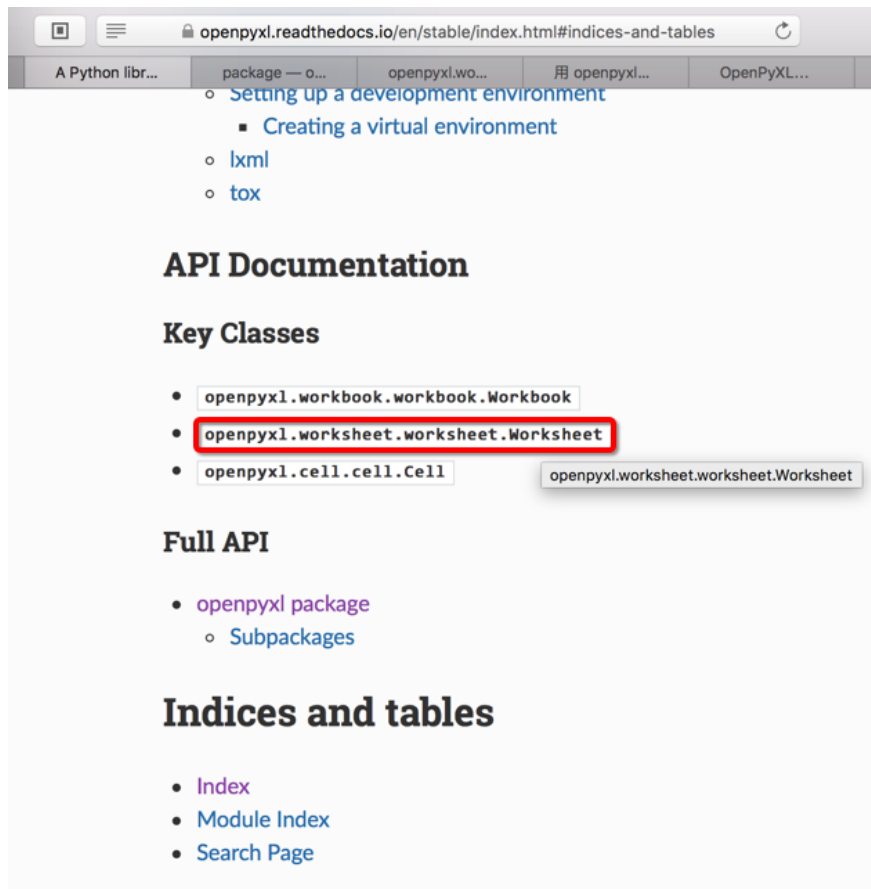 openpyxl.readthedocs.io/en/stable/index.html#indices-and-tables
A Python libr... package — o... openpyxl.wo... 用 openpyxl... OpenPyXL...
Setting up a development environment
Creating a virtual environment
lxml
tox
API Documentation
Key Classes
openpyxl.workbook.workbook.Workbook
openpyxl.worksheet.worksheet.Worksheet
openpyxl.cell.cell.Cell
openpyxl.worksheet.worksheet.Worksheet
Full API
openpyxl package
Subpackages
Indices and tables
Index
Module Index
Search Page